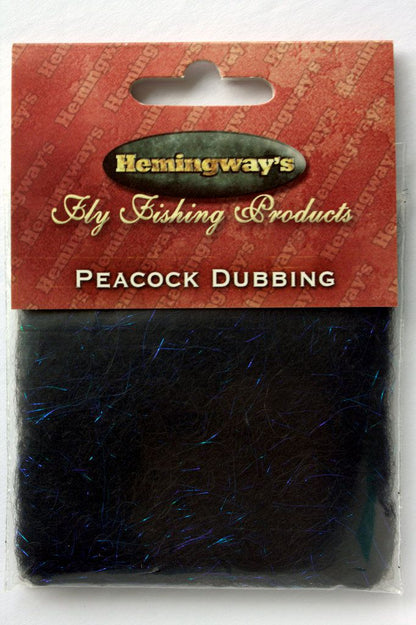 Hemingway's
Fly Fishing Products
PEACOCK DUBBING